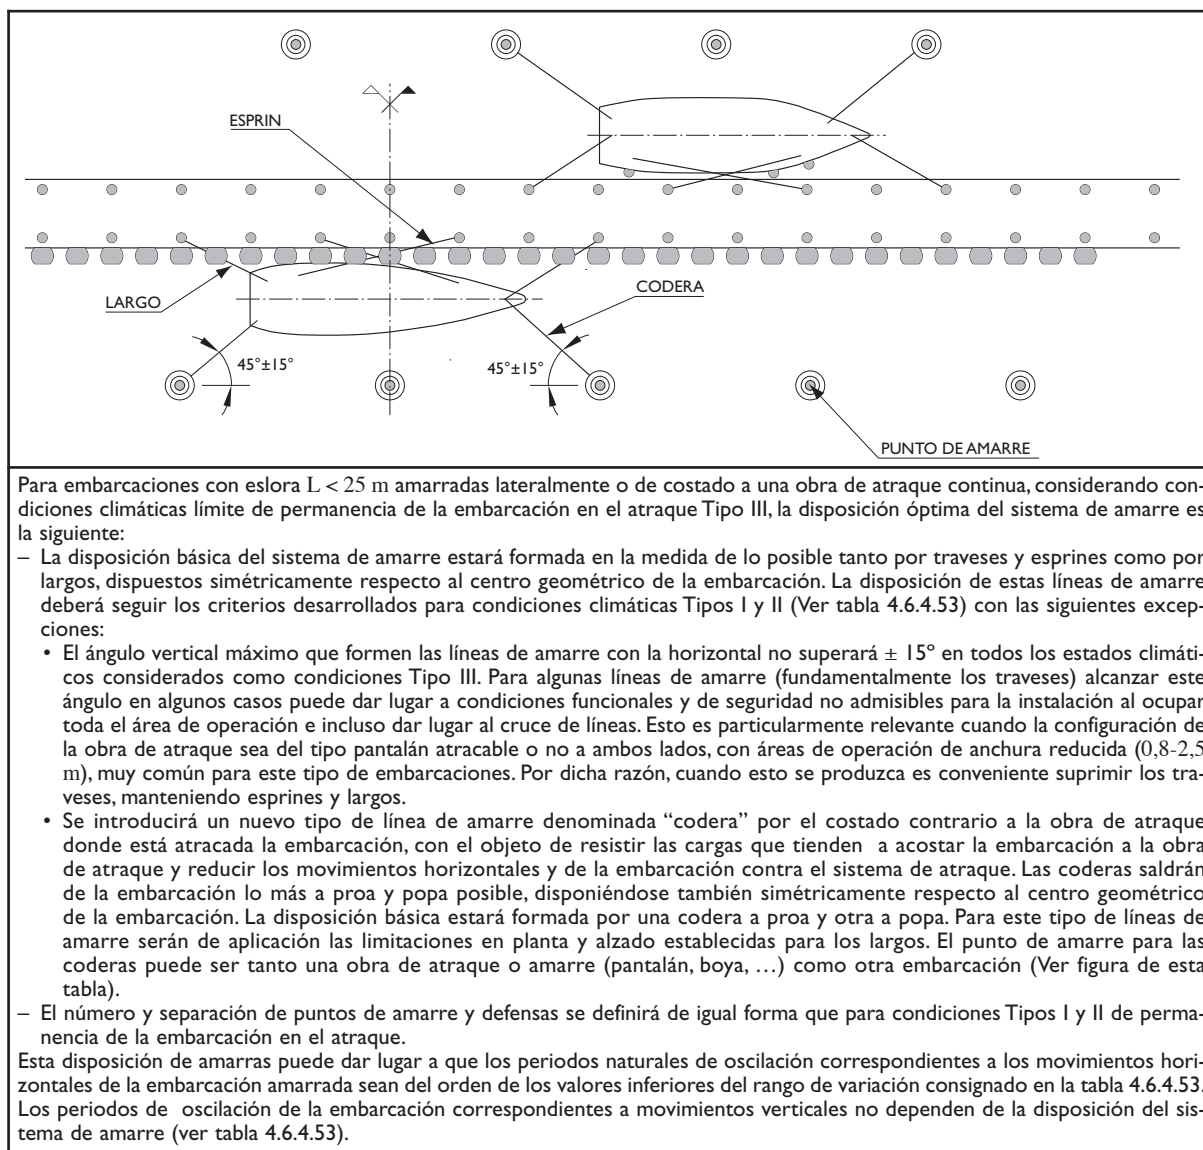 ESPRIN
LARGO
CODERA
45°±15°
45°±15°
PUNTO DE AMARRE
Para embarcaciones con eslora L < 25 m amarradas lateralmente o de costado a una obra de atraque continua, considerando con-
diciones climáticas límite de permanencia de la embarcación en el atraque Tipo III, la disposición óptima del sistema de amarre es
la siguiente:
– La disposición básica del sistema de amarre estará formada en la medida de lo posible tanto por traveses y esprines como por
largos, dispuestos simétricamente respecto al centro geométrico de la embarcación. La disposición de estas líneas de amarre
deberá seguir los criterios desarrollados para condiciones climáticas Tipos I y II (Ver tabla 4.6.4.53) con las siguientes excep-
ciones:
• El ángulo vertical máximo que formen las líneas de amarre con la horizontal no superará ± 15º en todos los estados climáti-
cos considerados como condiciones Tipo III. Para algunas líneas de amarre (fundamentalmente los traveses) alcanzar este
ángulo en algunos casos puede dar lugar a condiciones funcionales y de seguridad no admisibles para la instalación al ocupar
toda el área de operación e incluso dar lugar al cruce de líneas. Esto es particularmente relevante cuando la configuración de
la obra de atraque sea del tipo pantalán atracable o no a ambos lados, con áreas de operación de anchura reducida (0,8-2,5
m), muy común para este tipo de embarcaciones. Por dicha razón, cuando esto se produzca es conveniente suprimir los tra-
veses, manteniendo esprines y largos.
• Se introducirá un nuevo tipo de línea de amarre denominada “codera” por el costado contrario a la obra de atraque
donde está atracada la embarcación, con el objeto de resistir las cargas que tienden a acostar la embarcación a la obra
de atraque y reducir los movimientos horizontales y de la embarcación contra el sistema de atraque. Las coderas saldrán
de la embarcación lo más a proa y popa posible, disponiéndose también simétricamente respecto al centro geométrico
de la embarcación. La disposición básica estará formada por una codera a proa y otra a popa. Para este tipo de líneas de
amarre serán de aplicación las limitaciones en planta y alzado establecidas para los largos. El punto de amarre para las
coderas puede ser tanto una obra de atraque o amarre (pantalán, boya, …) como otra embarcación (Ver figura de esta
tabla).
– El número y separación de puntos de amarre y defensas se definirá de igual forma que para condiciones Tipos I y II de perma-
nencia de la embarcación en el atraque.
Esta disposición de amarras puede dar lugar a que los periodos naturales de oscilación correspondientes a los movimientos hori-
zontales de la embarcación amarrada sean del orden de los valores inferiores del rango de variación consignado en la tabla 4.6.4.53.
Los periodos de oscilación de la embarcación correspondientes a movimientos verticales no dependen de la disposición del sis-
tema de amarre (ver tabla 4.6.4.53).